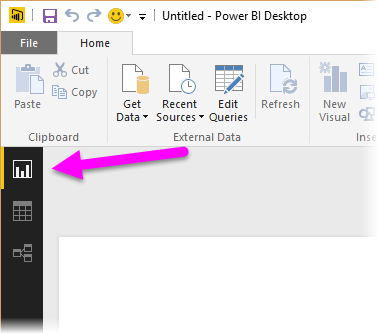 Untitled - Power BI Desktop
File Home
Paste
Cut
Copy
Get Data
Recent Sources
Edit Queries
Refresh
New Visual
Clipboard
External Data